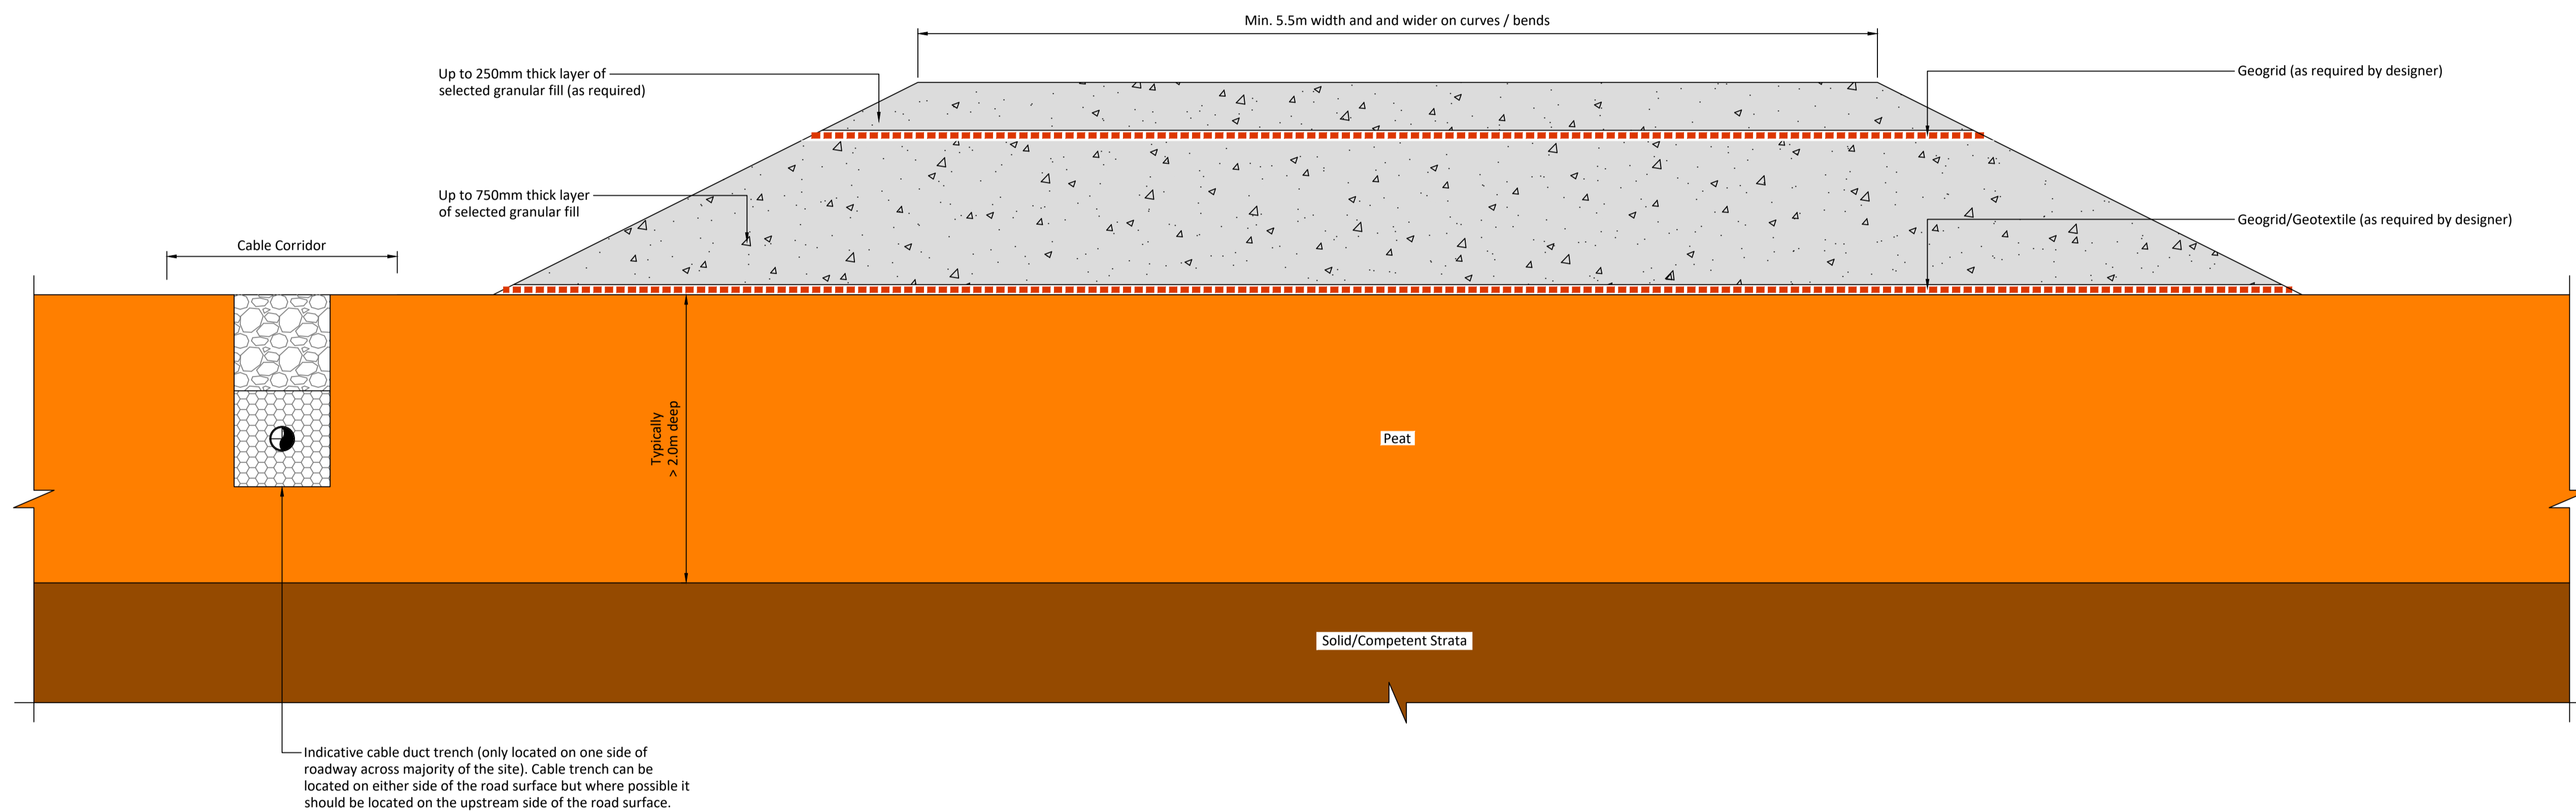 Min. 5.5m width and and wider on curves / bends
Up to 250mm thick layer of
selected granular fill (as required)
Geogrid (as required by designer)
Up to 750mm thick layer
of selected granular fill
Geogrid/Geotextile (as required by designer)
Cable Corridor
Typically
> 2.0m deep
Peat
Solid/Competent Strata
Indicative cable duct trench (only located on one side of
roadway across majority of the site). Cable trench can be
located on either side of the road surface but where possible it
should be located on the upstream side of the road surface.